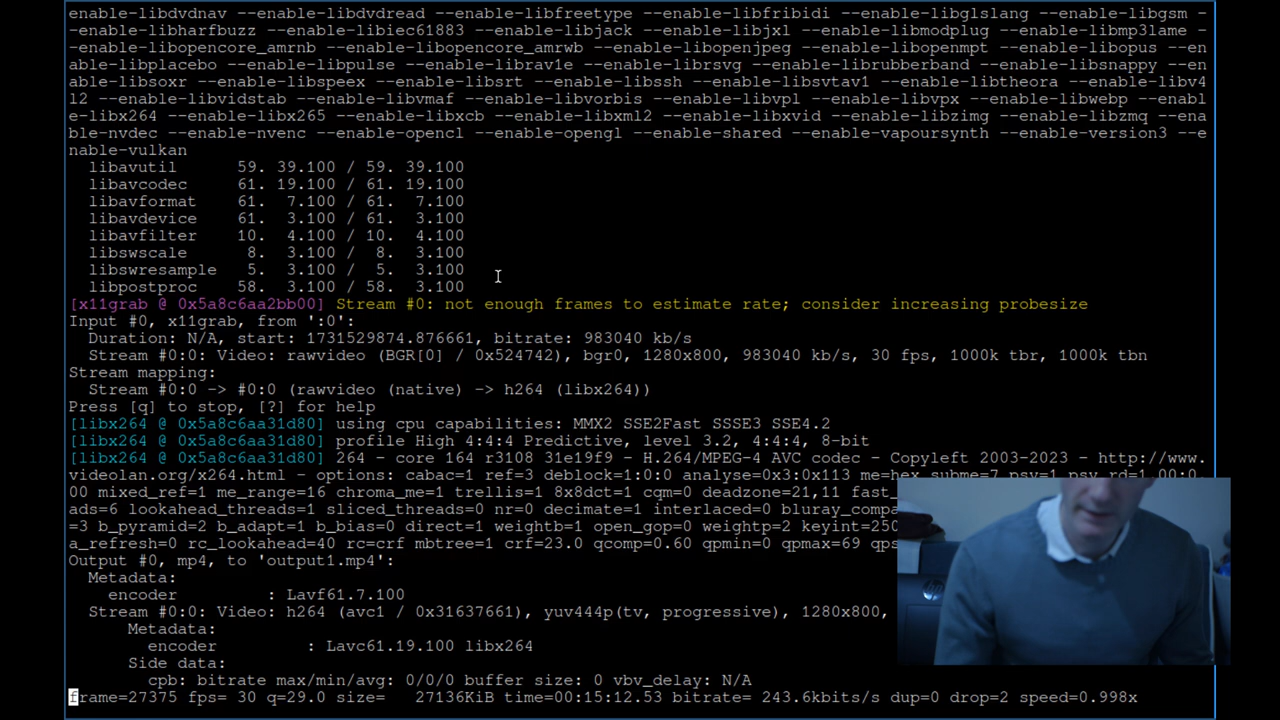 enable-libdvdnav --enable-libdvdread --enable-libfreetype --enable-libfribidi --enable-libglslang --enable-libgsm -
-enable-libharfbuzz --enable-libiec61883 --enable-libjack --enable-libjxl --enable-libmodplug --enable-libmp3lame -
-enable-libopencore_amrnb --enable-libopencore_amrwb --enable-libopenjpeg --enable-libopenmpt --enable-libopus --en
able-libplacebo --enable-libpulse --enable-librav1e --enable-librsvg --enable-librubberband --enable-libsnappy --en
able-libsoxr --enable-libspeex --enable-libsrt --enable-libssh --enable-libsvtav1 --enable-libtheora --enable-libv4
l2 --enable-libvidstab --enable-libvmaf --enable-libvorbis --enable-libvpl --enable-libvpx --enable-libwebp --enabl
e-libx264 --enable-libx265 --enable-libxcb --enable-libxml2 --enable-libxvid --enable-libzimg --enable-libzmq --ena
ble-nvdec --enable-nvenc --enable-opencl --enable-opengl --enable-shared --enable-vapoursynth --enable-version3 --e
nable-vulkan
libavutil 59. 39.100 / 59. 39.100
libavcodec 61. 19.100 / 61. 19.100
libavformat 61. 7.100 / 61. 7.100
libavdevice 61. 3.100 / 61. 3.100
libavfilter 10. 4.100 / 10. 4.100
libswscale 8. 3.100 / 8. 3.100
libswresample 5. 3.100 / 5. 3.100
libpostproc 58. 3.100 / 58. 3.100
[x11grab @ 0x5a8c6aa2bb00] Stream #0: not enough frames to estimate rate; consider increasing probesize
Input #0, x11grab, from ':0':
Duration: N/A, start: 1731529874.876661, bitrate: 983040 kb/s
Stream #0:0: Video: rawvideo (BGR[0] / 0x524742), bgr0, 1280x800, 983040 kb/s, 30 fps, 1000k tbr, 1000k tbn
Stream mapping:
Stream #0:0 -> #0:0 (rawvideo (native) -> h264 (libx264))
Press [q] to stop, [?] for help
[libx264 @ 0x5a8c6aa31d80] using cpu capabilities: MMX2 SSE2Fast SSSE3 SSE4.2
[libx264 @ 0x5a8c6aa31d80] profile High 4:4:4 Predictive, level 3.2, 4:4:4, 8-bit
[libx264 @ 0x5a8c6aa31d80] 264 - core 164 r3108 31e19f9 - H.264/MPEG-4 AVC codec - Copyleft 2003-2023 - http://www.
videolan.org/x264.html - options: cabac=1 ref=3 deblock=1:0:0 analyse=0x3:0x113 me=hex subme=7 psy=1 psy_rd=1.00:0.
00 mixed_ref=1 me_range=16 chroma_me=1 trellis=1 8x8dct=1 cqm=0 deadzone=21,11 fast_
ads=6 lookahead_threads=1 sliced_threads=0 nr=0 decimate=1 interlaced=0 bluray_compa
=3 b_pyramid=2 b_adapt=1 b_bias=0 direct=1 weightb=1 open_gop=0 weightp=2 keyint=250
a_refresh=0 rc_lookahead=40 rc=crf mbtree=1 crf=23.0 qcomp=0.60 qpmin=0 qpmax=69 qps
Output #0, mp4, to 'output1.mp4':
Metadata:
encoder : Lavf61.7.100
Stream #0:0: Video: h264 (avc1 / 0x31637661), yuv444p(tv, progressive), 1280x800,
Metadata:
encoder : Lavc61.19.100 libx264
Side data:
cpb: bitrate max/min/avg: 0/0/0 buffer size: 0 vbv_delay: N/A
frame=27375 fps= 30 q=29.0 size= 27136KiB time=00:15:12.53 bitrate= 243.6kbits/s dup=0 drop=2 speed=0.998x